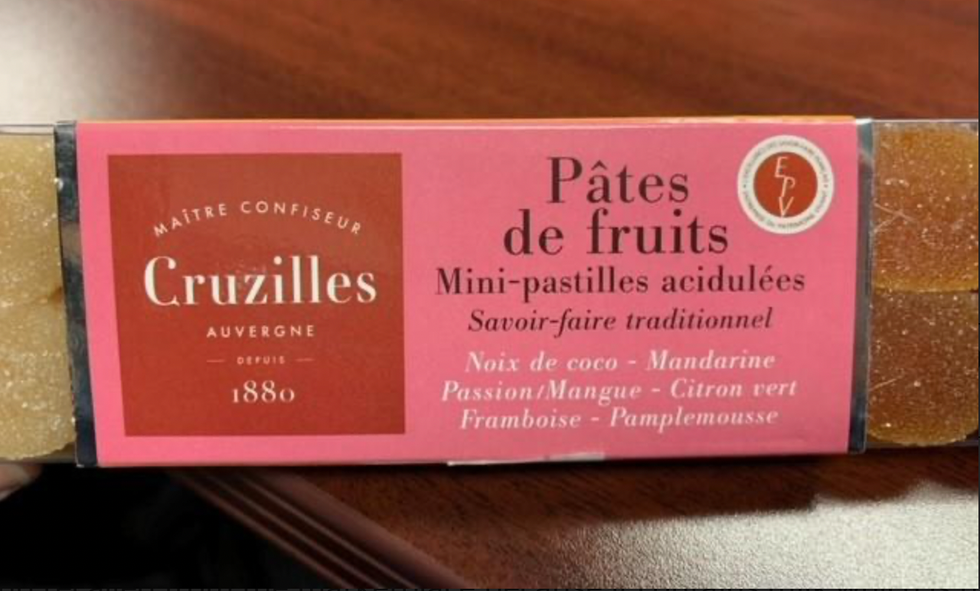 MAÎTRE CONFISEUR
Cruzilles
AUVERGNE
DEPUIS
1880
Pâtes
de fruits
Mini-pastilles acidulées
Savoir-faire traditionnel
Noix de coco - Mandarine
Passion/Mangue - Citron vert
Framboise - Pamplemousse
EPV